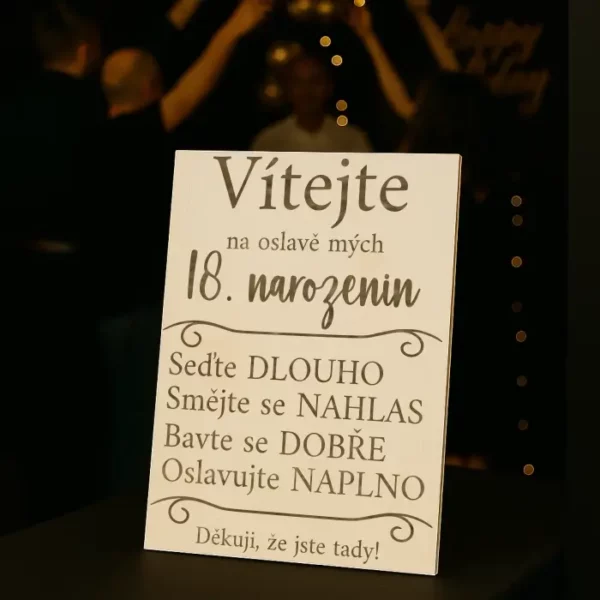 Vítejte
na oslavě mých
18. narozenin
Seďte DLOUHO
Smějte se NAHLAS
Bavte se DOBŘE
Oslavujte NAPLNO
Děkuji, že jste tady!